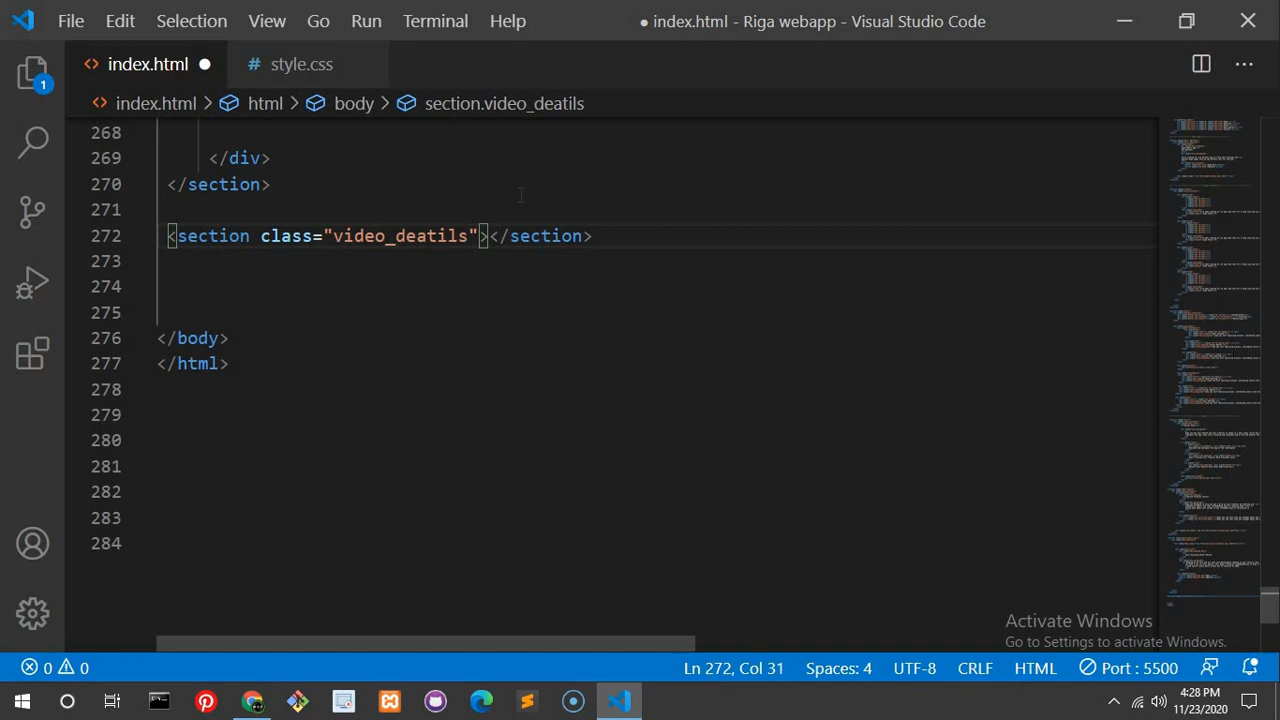 File Edit Selection View Go Run Terminal Help ● index.html - Riga webapp - Visual Studio Code
<> index.html ● # style.css ...
<> index.html > html > body > section.video_deatils
1
268
269 </div>
270 </section>
271
272 <section class="video_deatils"></section>
273
274
275
276 </body>
277 </html>
278
279
280
281
282
283
284
Activate Windows
Go to Settings to activate Windows.
0 0 Ln 272, Col 31 Spaces: 4 UTF-8 CRLF HTML Port : 5500
4:28 PM
11/23/2020